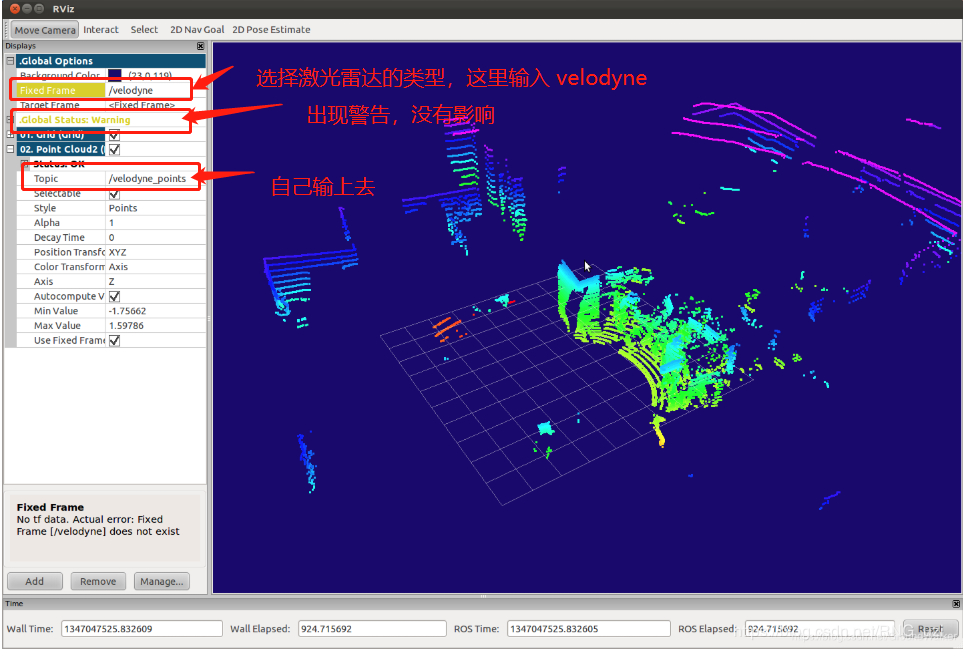 RViz
Move Camera Interact Select 2D Nav Goal 2D Pose Estimate
Displays
.Global Options
Background Color (23,0,119)
Fixed Frame /velodyne
选择激光雷达的类型，这里输入 velodyne
Target Frame <Fixed Frame>
.Global Status: Warning
出现警告，没有影响
01. Grid (Grid)
02. Point Cloud2 (
Status: OK
Topic /velodyne_points
自己输上去
Selectable
Style Points
Alpha 1
Decay Time 0
Position Transfo XYZ
Color Transform Axis
Axis Z
Autocompute V
Min Value -1.75662
Max Value 1.59786
Use Fixed Frame
Fixed Frame
No tf data. Actual error: Fixed
Frame [/velodyne] does not exist
Add Remove Manage...
Time
Wall Time: 1347047525.832609 Wall Elapsed: 924.715692 ROS Time: 1347047525.832605 ROS Elapsed: 924.715692 Reset